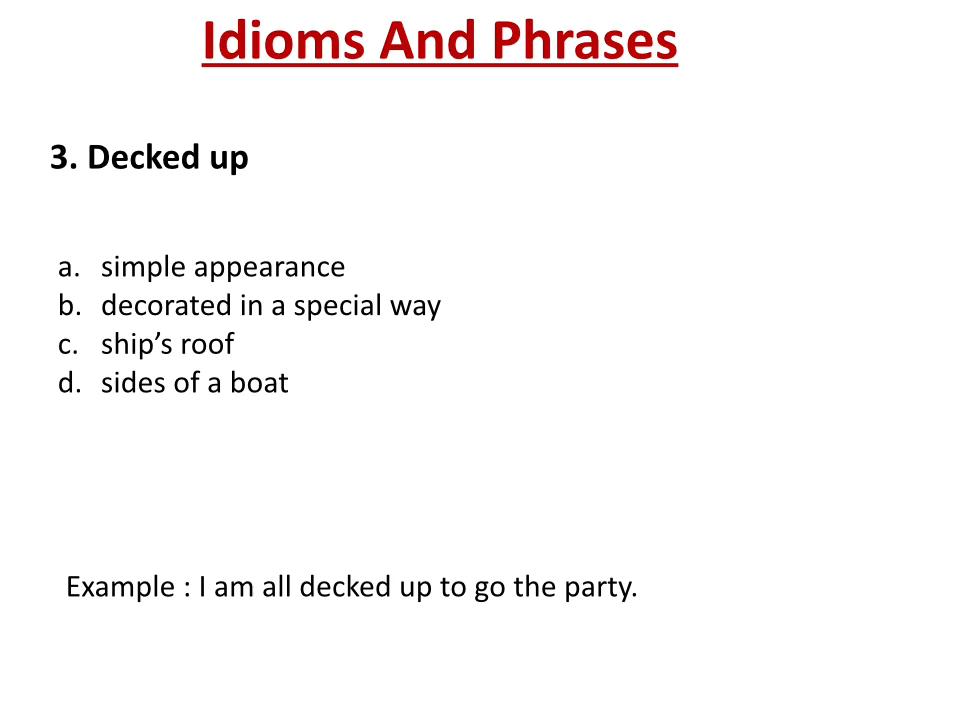 Idioms And Phrases
3. Decked up
a. simple appearance
b. decorated in a special way
c. ship’s roof
d. sides of a boat
Example : I am all decked up to go the party.